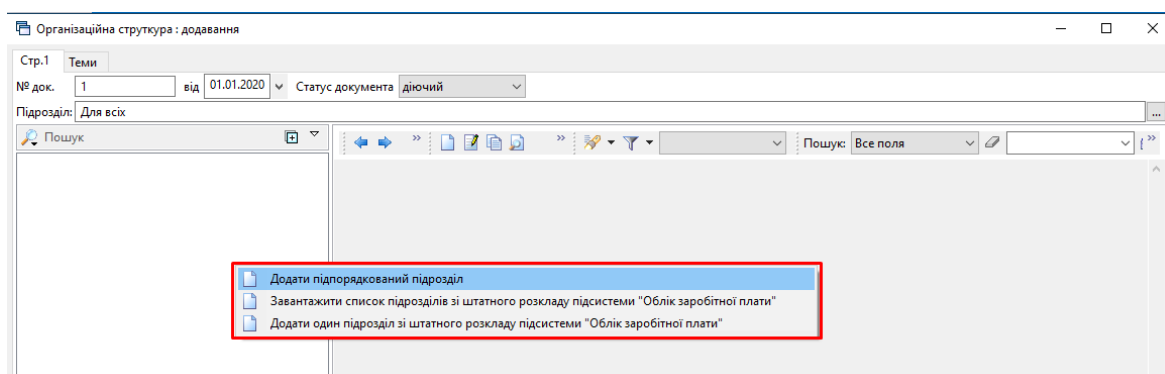 Організаційна струткура : додавання
Стр.1 Теми
№ док. 1 від 01.01.2020 Статус документа діючий
Підрозділ: Для всіх ...
Пошук » » Пошук: Все поля »
Додати підпорядкований підрозділ
Завантажити список підрозділів зі штатного розкладу підсистеми "Облік заробітної плати"
Додати один підрозділ зі штатного розкладу підсистеми "Облік заробітної плати"